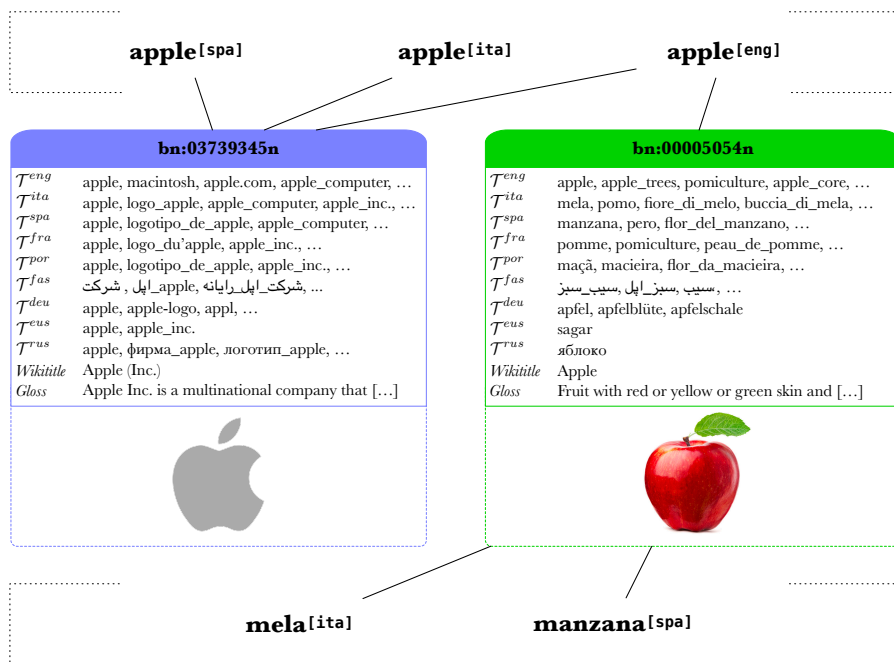 apple[spa] apple[ita] apple[eng]
bn:03739345n
T^eng apple, macintosh, apple.com, apple_computer, …
T^ita apple, logo_apple, apple_computer, apple_inc., …
T^spa apple, logotipo_de_apple, apple_computer, …
T^fra apple, logo_du'apple, apple_inc., …
T^por apple, logotipo_de_apple, apple_inc., …
T^fas شرکت , اپل_apple, شرکت_اپل_رایانه, ...
T^deu apple, apple-logo, appl, …
T^eus apple, apple_inc.
T^rus apple, фирма_apple, логотип_apple, …
Wikititle Apple (Inc.)
Gloss Apple Inc. is a multinational company that […]
bn:00005054n
T^eng apple, apple_trees, pomiculture, apple_core, …
T^ita mela, pomo, fiore_di_melo, buccia_di_mela, …
T^spa manzana, pero, flor_del_manzano, …
T^fra pomme, pomiculture, peau_de_pomme, …
T^por maçã, macieira, flor_da_macieira, …
T^fas سیب_سبز, سبز_اپل, سیب, …
T^deu apfel, apfelblüte, apfelschale
T^eus sagar
T^rus яблоко
Wikititle Apple
Gloss Fruit with red or yellow or green skin and […]
mela[ita] manzana[spa]